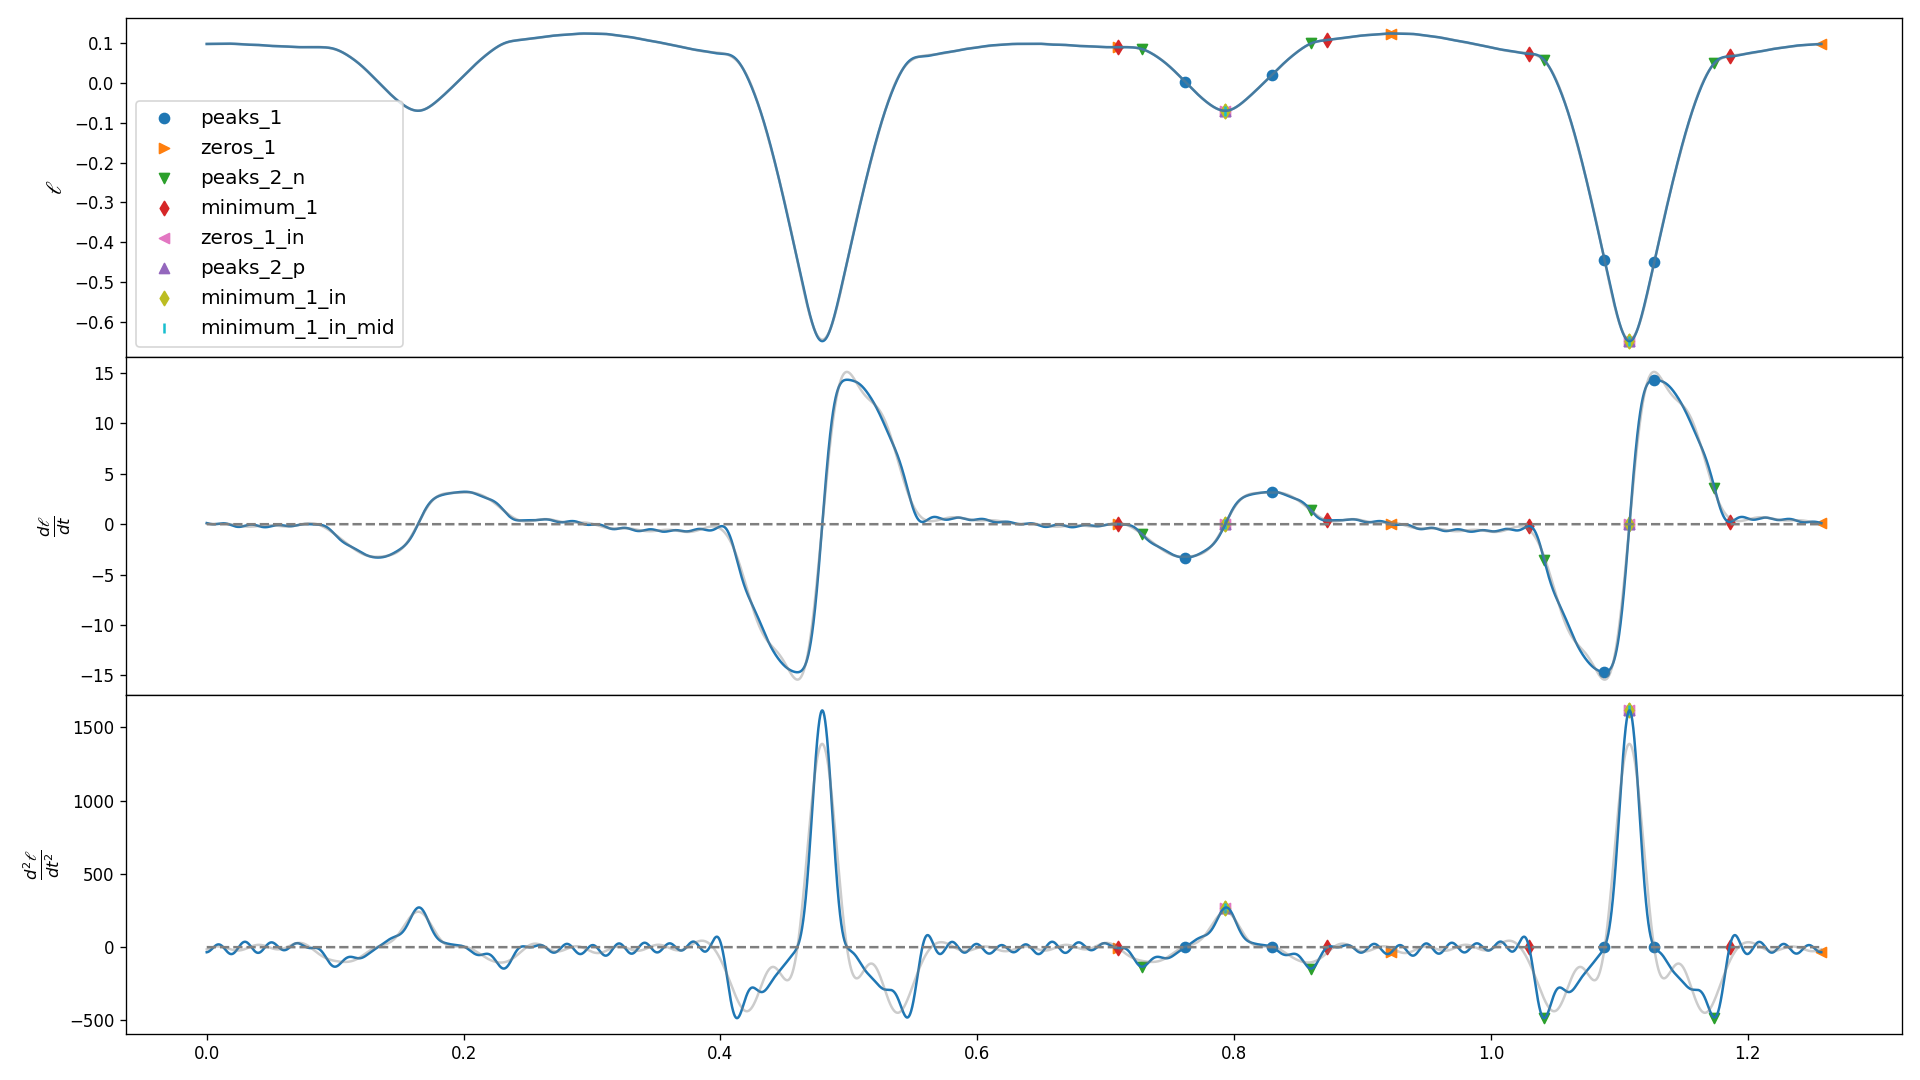 0.1
0.0
−0.1
−0.2
−0.3
−0.4
−0.5
−0.6
ℓ
peaks_1
zeros_1
peaks_2_n
minimum_1
zeros_1_in
peaks_2_p
minimum_1_in
minimum_1_in_mid
15
10
5
0
−5
−10
−15
dℓ
dt
1500
1000
500
0
−500
d²ℓ
dt²
0.0 0.2 0.4 0.6 0.8 1.0 1.2